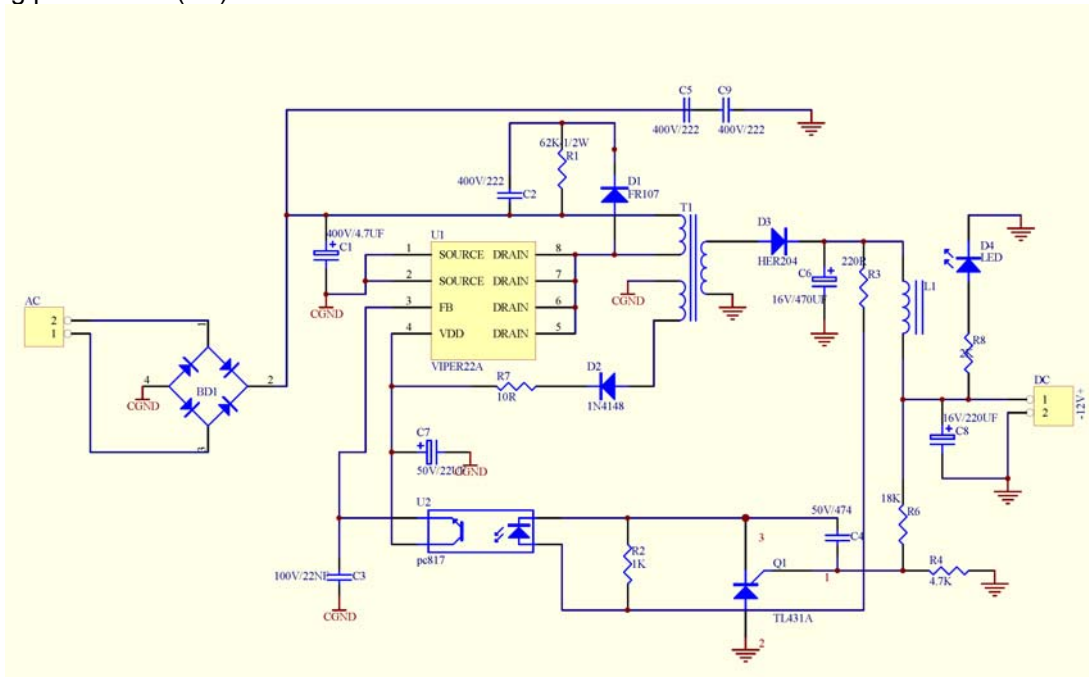 C5 C9
400V/222 400V/222
62K/1/2W
R1
400V/222
C2
D1
FR107
T1
400V/4.7UF
C1
U1
1 SOURCE DRAIN 8
2 SOURCE DRAIN 7
3 FB DRAIN 6
4 VDD DRAIN 5
VIPER22A
CGND
CGND
D3
HER204
C6
16V/470UF
220R
R3
L1
D4
LED
R8
AC
2
1
1
4
2
3
BD1
CGND
R7
10R
D2
1N4148
DC
1
2
-12V+
16V/220UF
C8
C7
50V/22UF
CGND
U2
pc817
100V/22NF
C3
CGND
R2
1K
50V/474
C4
3
1
2
Q1
TL431A
18K
R6
R4
4.7K